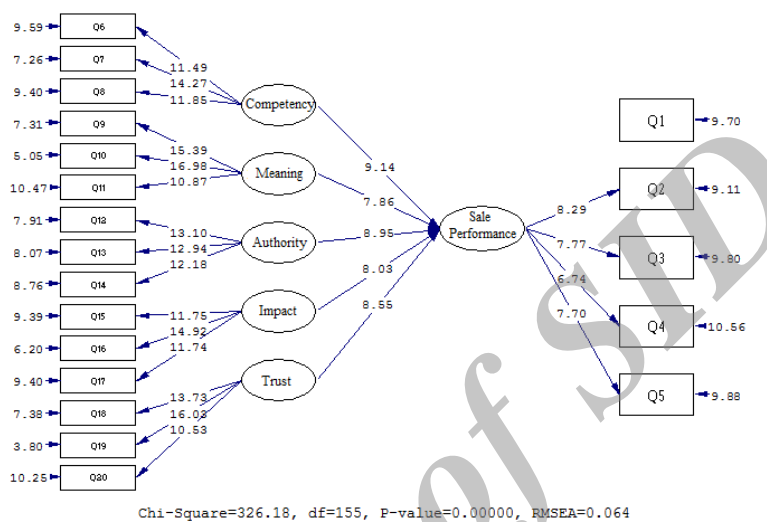 9.59 Q6
7.26 Q7
9.40 Q8
7.31 Q9
5.05 Q10
10.47 Q11
7.91 Q12
8.07 Q13
8.76 Q14
9.39 Q15
6.20 Q16
9.40 Q17
7.38 Q18
3.80 Q19
10.25 Q20
11.49
14.27
11.85
15.39
16.98
10.87
13.10
12.94
12.18
11.75
14.92
11.74
13.73
16.03
10.53
Competency
Meaning
Authority
Impact
Trust
9.14
7.86
8.95
8.03
8.55
Sale
Performance
8.29
7.77
6.74
7.70
Q1 9.70
Q2 9.11
Q3 9.80
Q4 10.56
Q5 9.88
Chi-Square=326.18, df=155, P-value=0.00000, RMSEA=0.064
of SID